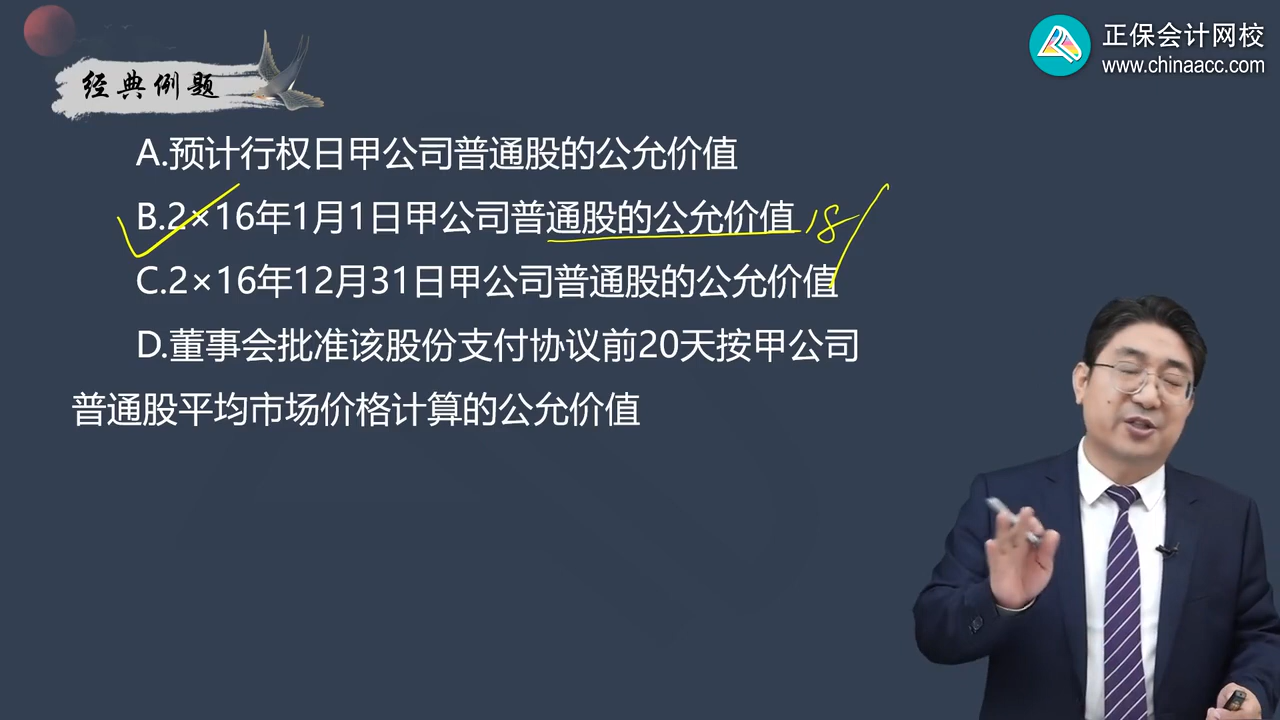 正保会计网校
www.chinaacc.com
经典例题
A.预计行权日甲公司普通股的公允价值
B.2×16年1月1日甲公司普通股的公允价值 18
C.2×16年12月31日甲公司普通股的公允价值
D.董事会批准该股份支付协议前20天按甲公司
普通股平均市场价格计算的公允价值